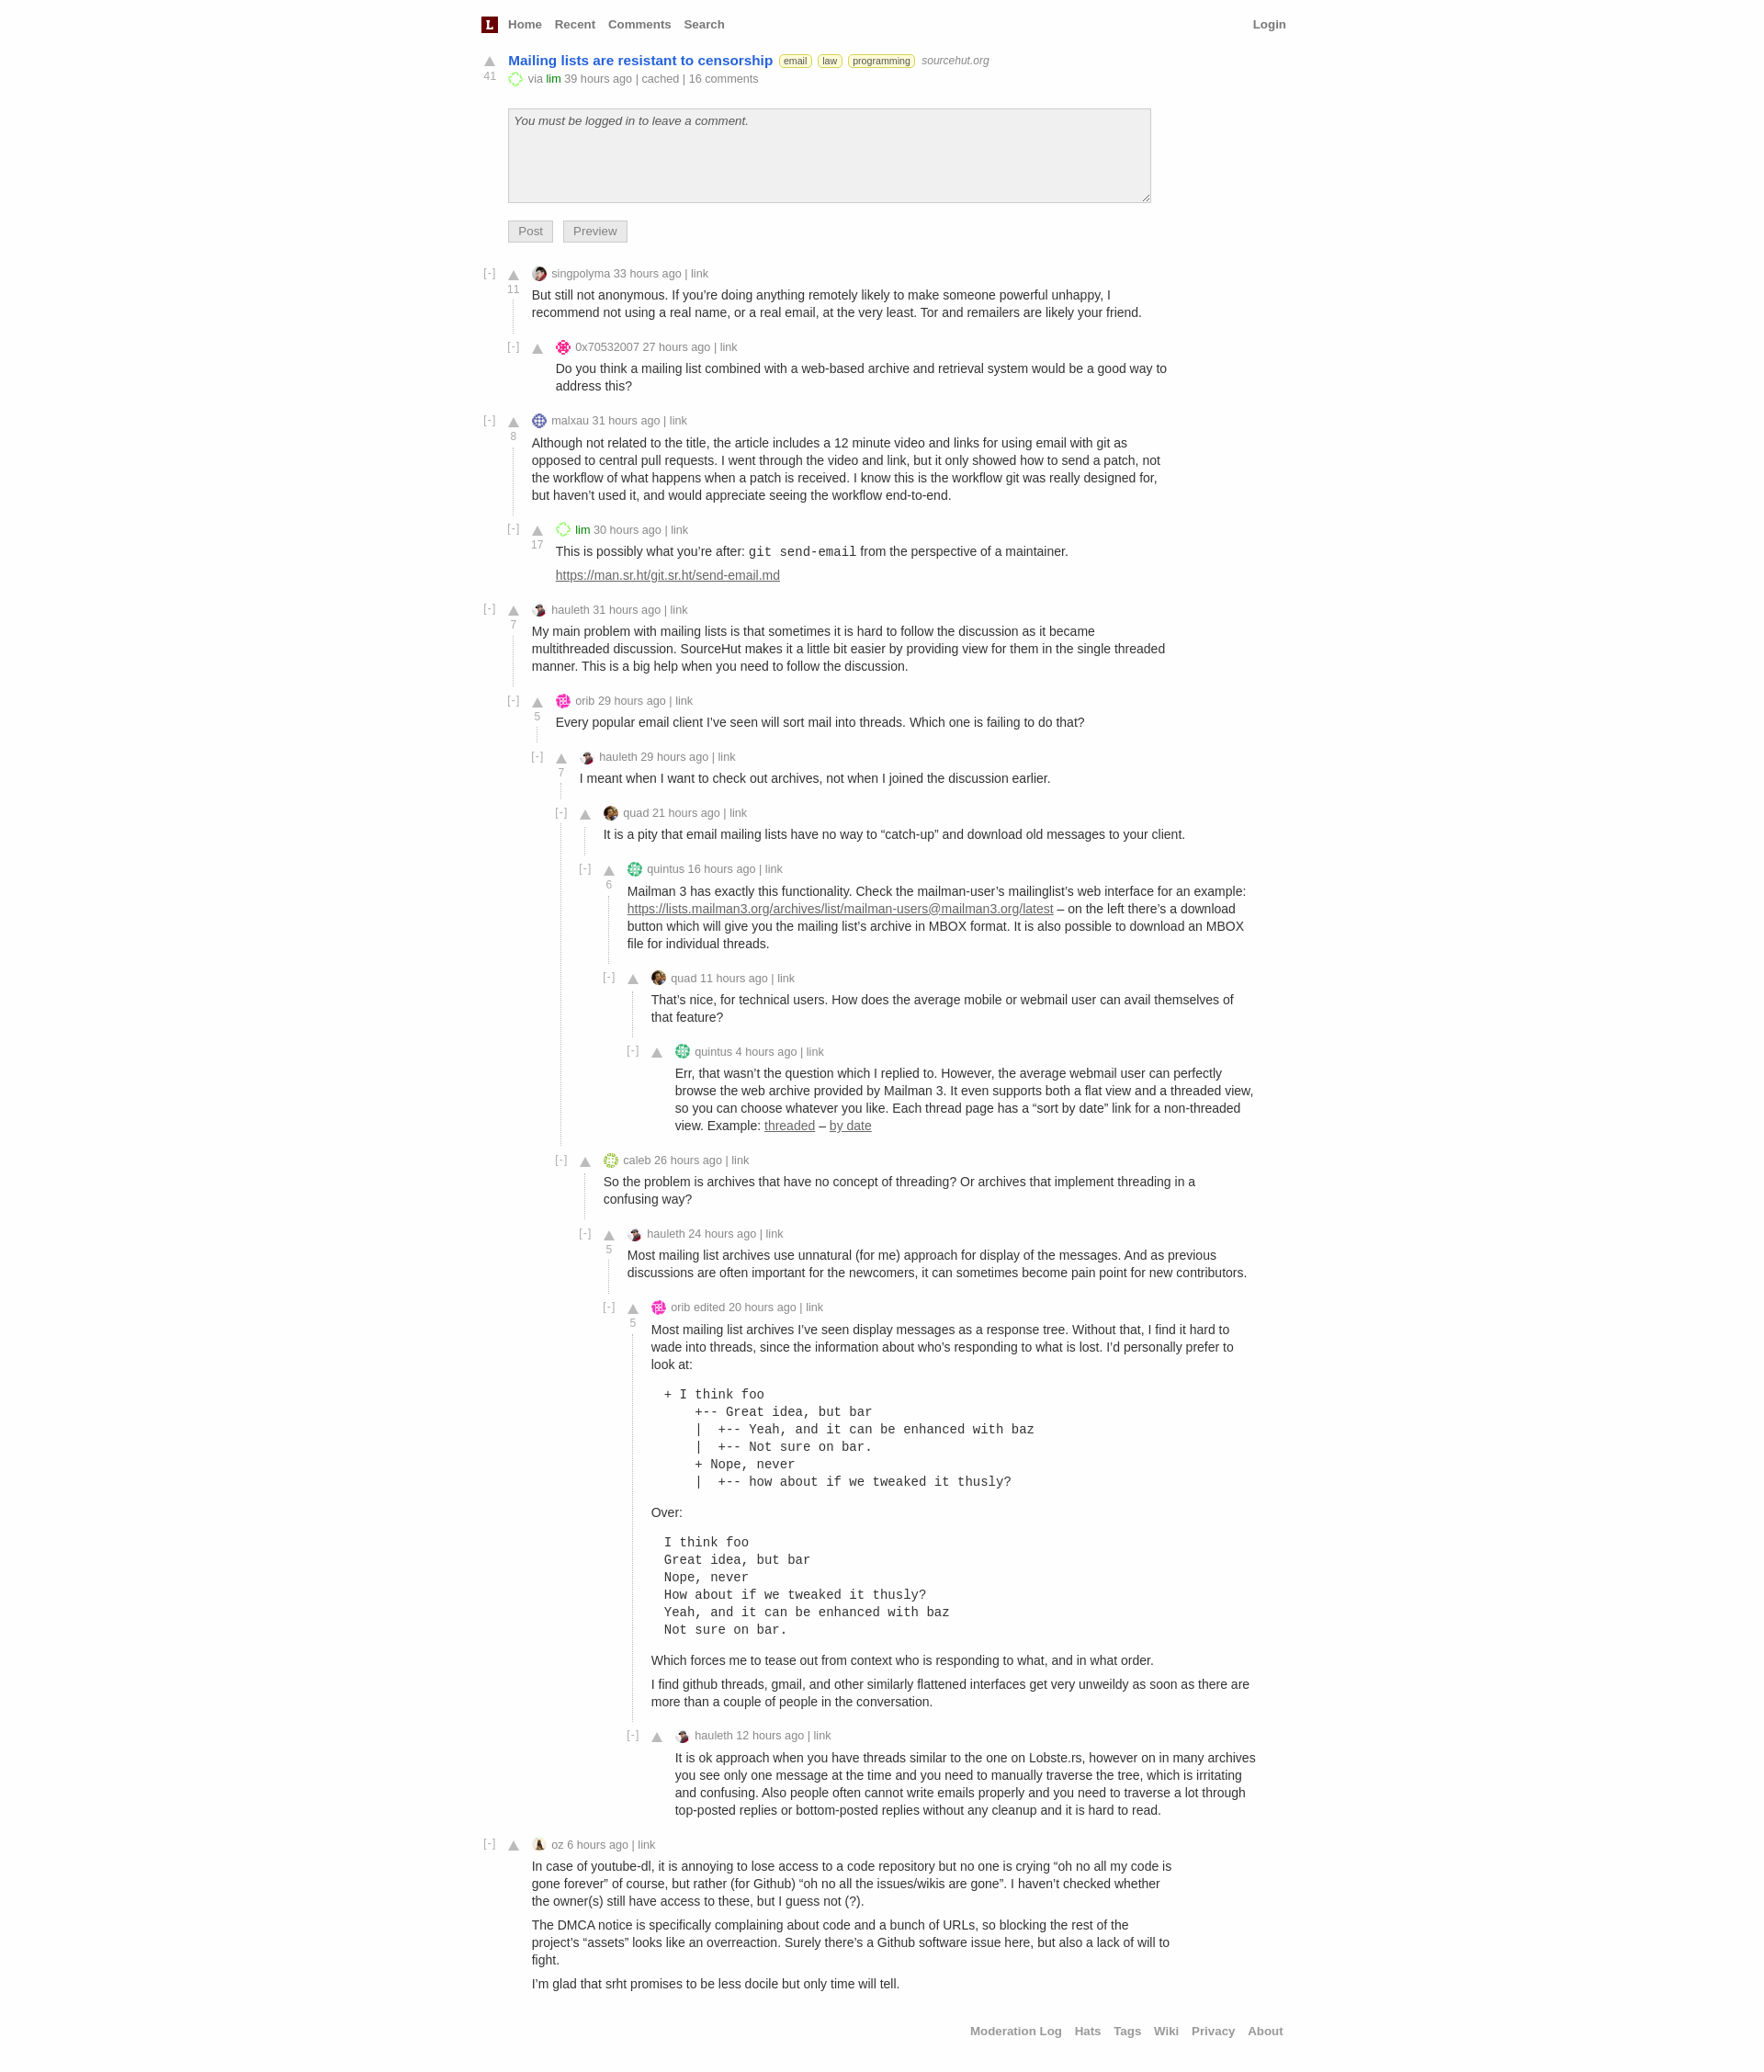 L Home Recent Comments Search Login
Mailing lists are resistant to censorship email law programming sourcehut.org
41 via lim 39 hours ago | cached | 16 comments
You must be logged in to leave a comment.
Post Preview
[-] singpolyma 33 hours ago | link
11
But still not anonymous. If you’re doing anything remotely likely to make someone powerful unhappy, I
recommend not using a real name, or a real email, at the very least. Tor and remailers are likely your friend.
[-] 0x70532007 27 hours ago | link
Do you think a mailing list combined with a web-based archive and retrieval system would be a good way to
address this?
[-] malxau 31 hours ago | link
8
Although not related to the title, the article includes a 12 minute video and links for using email with git as
opposed to central pull requests. I went through the video and link, but it only showed how to send a patch, not
the workflow of what happens when a patch is received. I know this is the workflow git was really designed for,
but haven’t used it, and would appreciate seeing the workflow end-to-end.
[-] lim 30 hours ago | link
17
This is possibly what you’re after: git send-email from the perspective of a maintainer.
https://man.sr.ht/git.sr.ht/send-email.md
[-] hauleth 31 hours ago | link
7
My main problem with mailing lists is that sometimes it is hard to follow the discussion as it became
multithreaded discussion. SourceHut makes it a little bit easier by providing view for them in the single threaded
manner. This is a big help when you need to follow the discussion.
[-] orib 29 hours ago | link
5
Every popular email client I’ve seen will sort mail into threads. Which one is failing to do that?
[-] hauleth 29 hours ago | link
7
I meant when I want to check out archives, not when I joined the discussion earlier.
[-] quad 21 hours ago | link
It is a pity that email mailing lists have no way to “catch-up” and download old messages to your client.
[-] quintus 16 hours ago | link
6
Mailman 3 has exactly this functionality. Check the mailman-user’s mailinglist’s web interface for an example:
https://lists.mailman3.org/archives/list/mailman-users@mailman3.org/latest – on the left there’s a download
button which will give you the mailing list’s archive in MBOX format. It is also possible to download an MBOX
file for individual threads.
[-] quad 11 hours ago | link
That’s nice, for technical users. How does the average mobile or webmail user can avail themselves of
that feature?
[-] quintus 4 hours ago | link
Err, that wasn’t the question which I replied to. However, the average webmail user can perfectly
browse the web archive provided by Mailman 3. It even supports both a flat view and a threaded view,
so you can choose whatever you like. Each thread page has a “sort by date” link for a non-threaded
view. Example: threaded – by date
[-] caleb 26 hours ago | link
So the problem is archives that have no concept of threading? Or archives that implement threading in a
confusing way?
[-] hauleth 24 hours ago | link
5
Most mailing list archives use unnatural (for me) approach for display of the messages. And as previous
discussions are often important for the newcomers, it can sometimes become pain point for new contributors.
[-] orib edited 20 hours ago | link
5
Most mailing list archives I’ve seen display messages as a response tree. Without that, I find it hard to
wade into threads, since the information about who’s responding to what is lost. I’d personally prefer to
look at:
+ I think foo
    +-- Great idea, but bar
    |  +-- Yeah, and it can be enhanced with baz
    |  +-- Not sure on bar.
    + Nope, never
    |  +-- how about if we tweaked it thusly?
Over:
I think foo
Great idea, but bar
Nope, never
How about if we tweaked it thusly?
Yeah, and it can be enhanced with baz
Not sure on bar.
Which forces me to tease out from context who is responding to what, and in what order.
I find github threads, gmail, and other similarly flattened interfaces get very unweildy as soon as there are
more than a couple of people in the conversation.
[-] hauleth 12 hours ago | link
It is ok approach when you have threads similar to the one on Lobste.rs, however on in many archives
you see only one message at the time and you need to manually traverse the tree, which is irritating
and confusing. Also people often cannot write emails properly and you need to traverse a lot through
top-posted replies or bottom-posted replies without any cleanup and it is hard to read.
[-] oz 6 hours ago | link
In case of youtube-dl, it is annoying to lose access to a code repository but no one is crying “oh no all my code is
gone forever” of course, but rather (for Github) “oh no all the issues/wikis are gone”. I haven’t checked whether
the owner(s) still have access to these, but I guess not (?).
The DMCA notice is specifically complaining about code and a bunch of URLs, so blocking the rest of the
project’s “assets” looks like an overreaction. Surely there’s a Github software issue here, but also a lack of will to
fight.
I’m glad that srht promises to be less docile but only time will tell.
Moderation Log Hats Tags Wiki Privacy About